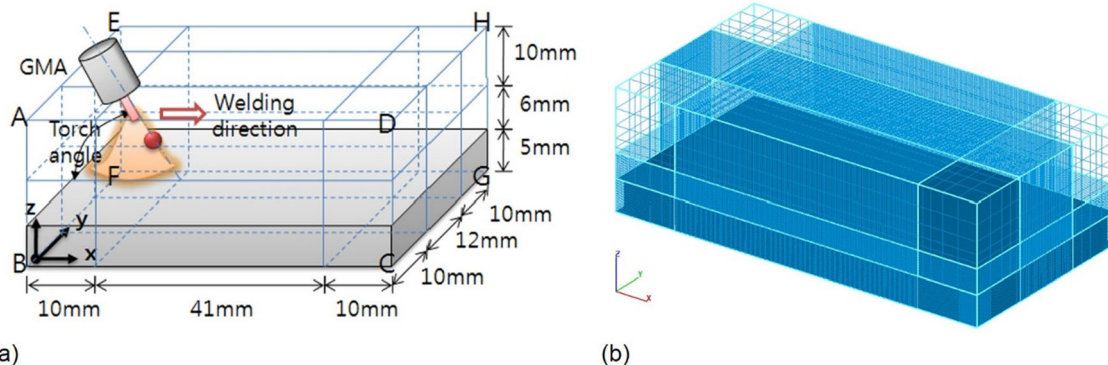 E
H
GMA
10mm
A
Welding
direction
D
6mm
Torch
angle
5mm
F
G
z
y
x
B
C
10mm
12mm
10mm
10mm
41mm
10mm
a)
(b)
z
y
x